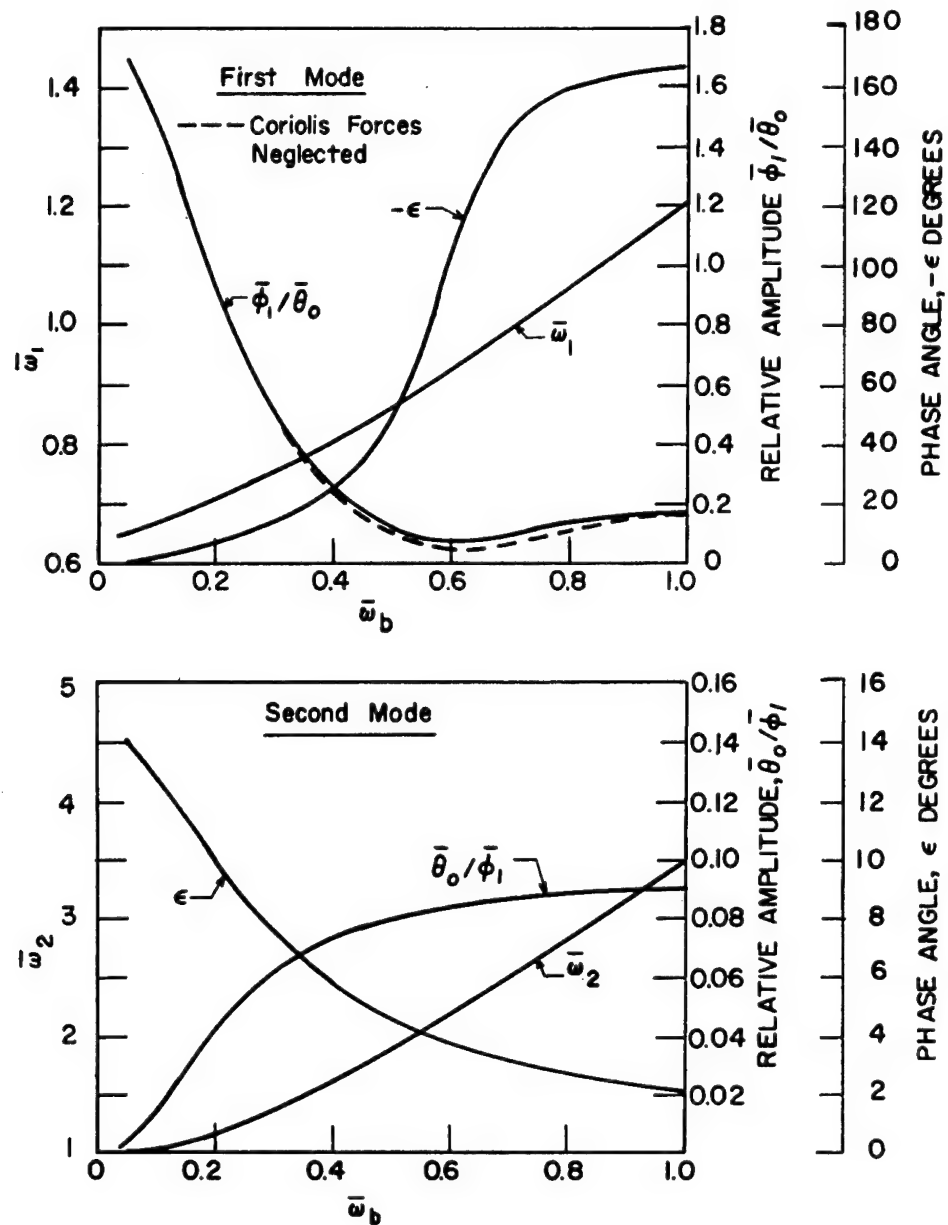 First Mode
--- Coriolis Forces
Neglected
-ϵ
φ̄₁/θ̄₀
ω̄₁
ω̄₁
1.4
1.2
1.0
0.8
0.6
0 0.2 0.4 0.6 0.8 1.0
ω̄b
1.8
1.6
1.4
1.2
1.0
0.8
0.6
0.4
0.2
0
RELATIVE AMPLITUDE φ̄₁/θ̄₀
180
160
140
120
100
80
60
40
20
0
PHASE ANGLE, -ϵ DEGREES
Second Mode
ϵ
θ̄₀/φ̄₁
ω̄₂
ω̄₂
5
4
3
2
1
0 0.2 0.4 0.6 0.8 1.0
ω̄b
0.16
0.14
0.12
0.10
0.08
0.06
0.04
0.02
RELATIVE AMPLITUDE, θ̄₀/φ̄₁
16
14
12
10
8
6
4
2
0
PHASE ANGLE, ϵ DEGREES